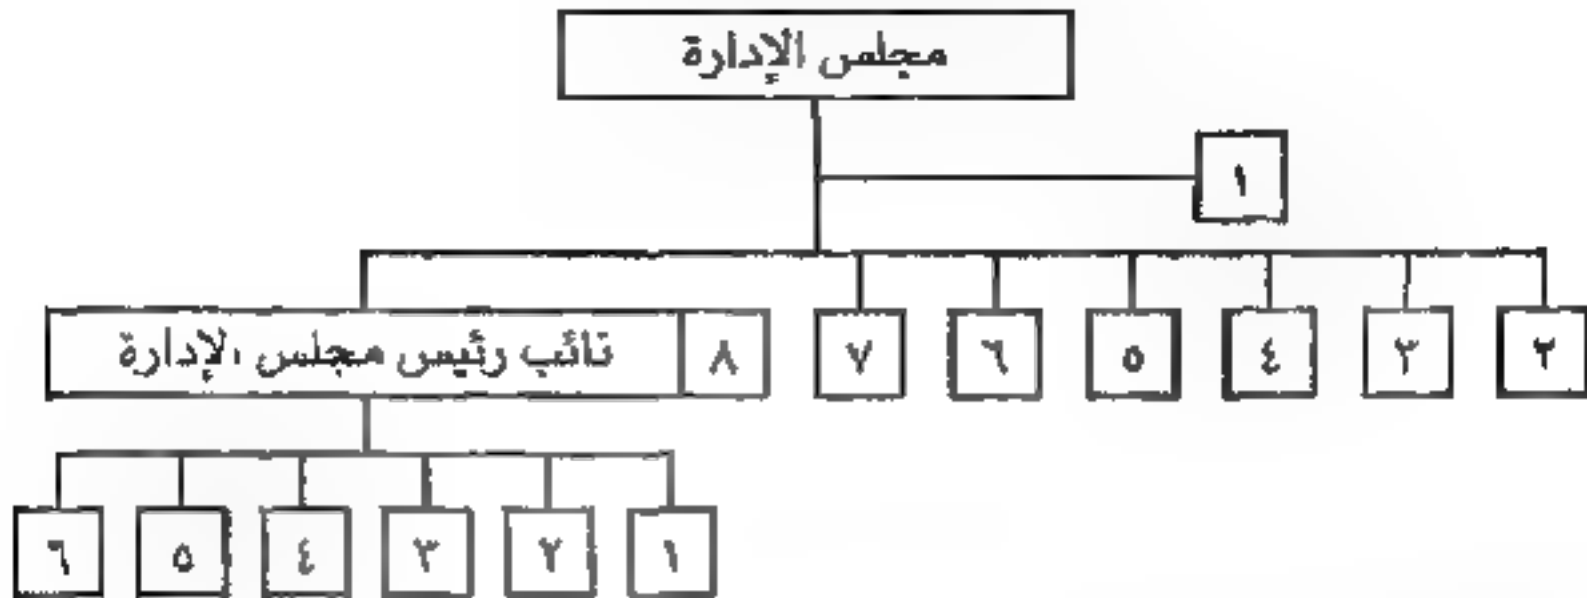 مجلس الإدارة
١
٢ ٣ ٤ ٥ ٦ ٧ ٨ نائب رئيس مجلس الإدارة
١ ٢ ٣ ٤ ٥ ٦